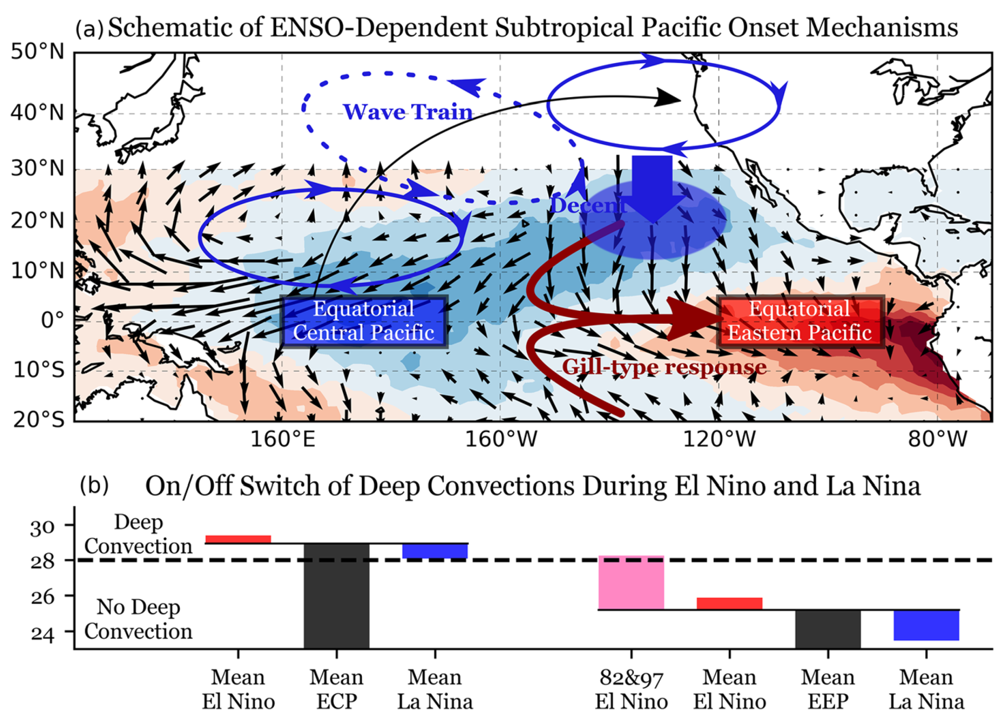 (a) Schematic of ENSO-Dependent Subtropical Pacific Onset Mechanisms
50°N
40°N
30°N
20°N
10°N
0°
10°S
20°S
Wave Train
Decent
Equatorial
Central Pacific
Equatorial
Eastern Pacific
Gill-type response
160°E
160°W
120°W
80°W
(b) On/Off Switch of Deep Convections During El Nino and La Nina
30
28
26
24
Deep
Convection
No Deep
Convection
Mean
El Nino
Mean
ECP
Mean
La Nina
82&97
El Nino
Mean
El Nino
Mean
EEP
Mean
La Nina